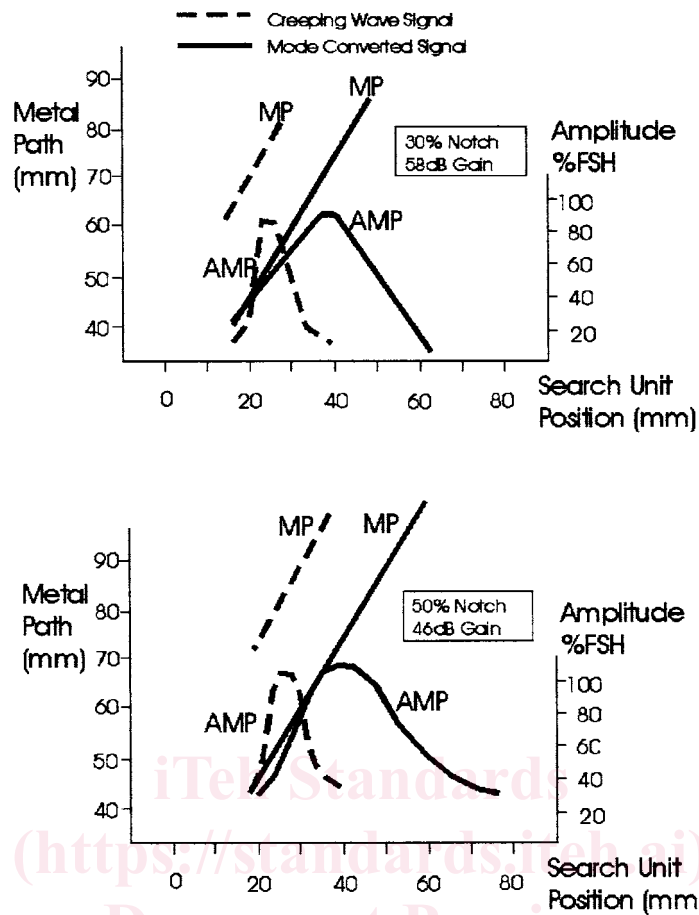 Creeping Wave Signal
Mode Converted Signal
Metal Path (mm)
90
80
70
60
50
40
MP
MP
30% Notch
58dB Gain
Amplitude %FSH
100
80
60
40
20
AMP
AMP
0 20 40 60 80
Search Unit Position (mm)
MP
MP
Metal Path (mm)
90
80
70
60
50
40
50% Notch
46dB Gain
Amplitude %FSH
100
80
60
40
20
AMP
AMP
iTeh Standards
(https://standards.iteh.ai)
0 20 40 60 80
Search Unit Position (mm)